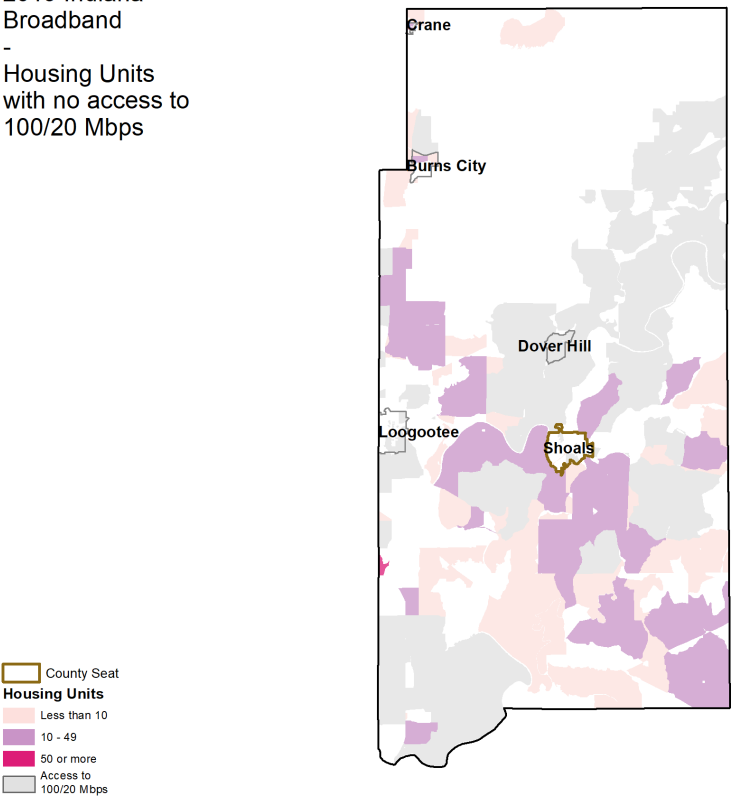 Broadband
-
Housing Units
with no access to
100/20 Mbps
Crane
Burns City
Dover Hill
Loogootee
Shoals
County Seat
Housing Units
Less than 10
10 - 49
50 or more
Access to
100/20 Mbps